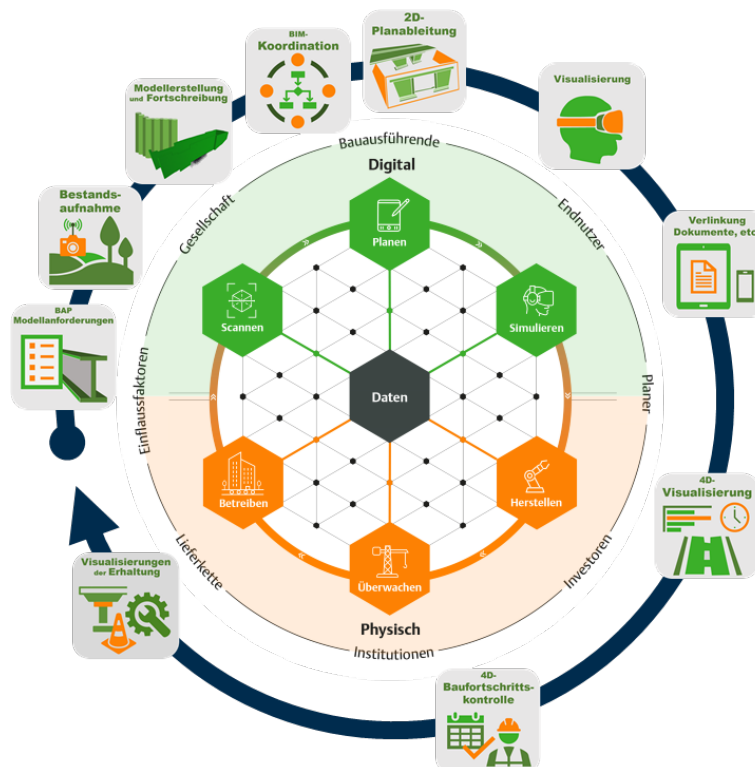 BIM-
Koordination
2D-
Planableitung
Modellerstellung
und Fortschreibung
Visualisierung
Bestands-
aufnahme
Verlinkung
Dokumente, etc.
BAP
Modellanforderungen
4D-
Visualisierung
Visualisierungen
der Erhaltung
4D-
Baufortschritts-
kontrolle
Bauausführende
Digital
Gesellschaft
Endnutzer
Planen
Scannen
Simulieren
Einflaussfaktoren
Daten
Planer
Betreiben
Herstellen
Überwachen
Lieferkette
Investoren
Physisch
Institutionen